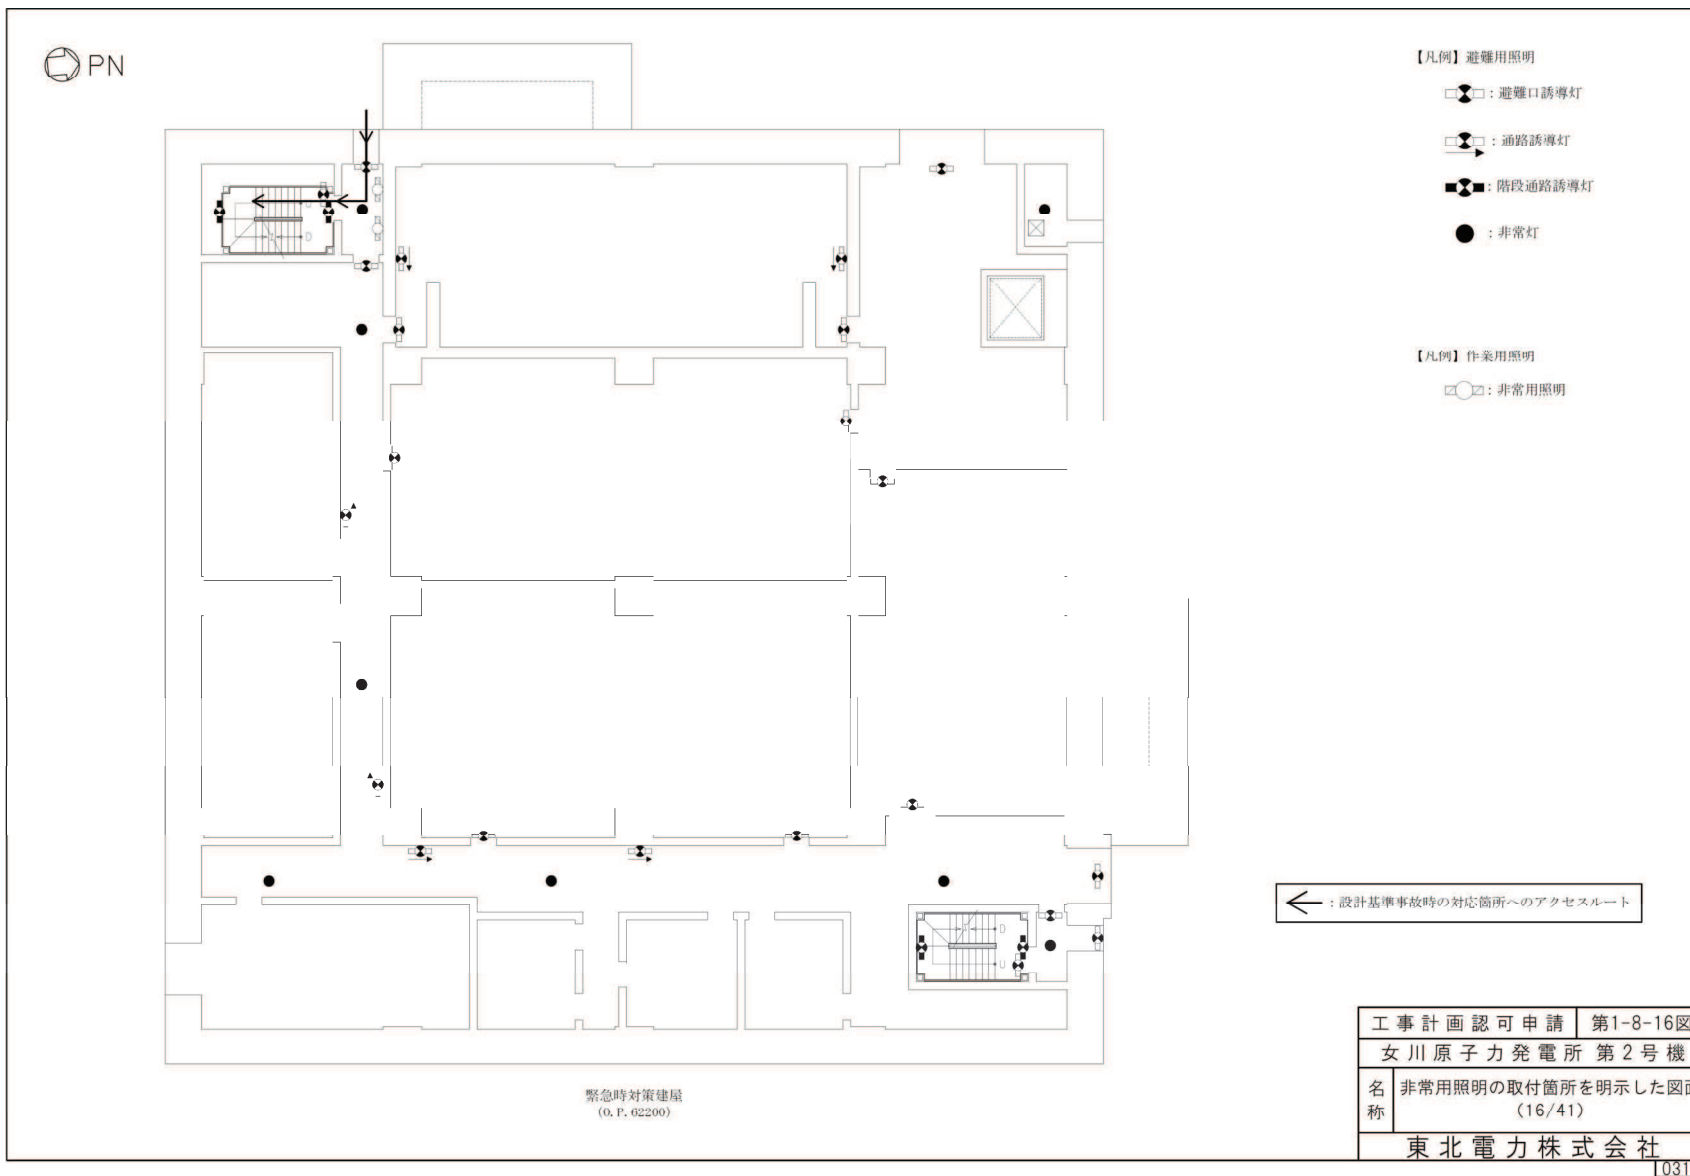 PN
【凡例】避難用照明
：避難口誘導灯
：通路誘導灯
：階段通路誘導灯
：非常灯
【凡例】作業用照明
：非常用照明
：設計基準事故時の対応箇所へのアクセスルート
緊急時対策建屋
(O.P.62200)
工事計画認可申請 第1-8-16図
女川原子力発電所 第2号機
名称 非常用照明の取付箇所を明示した図面
(16/41)
東北電力株式会社
031